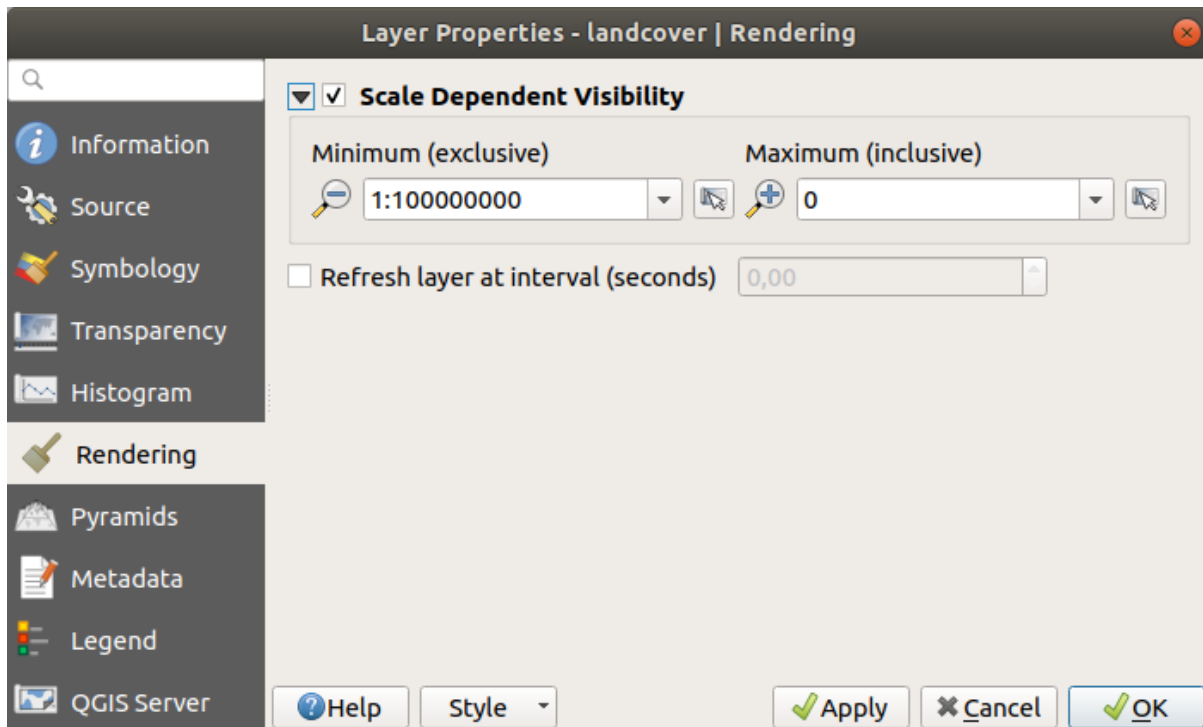 Layer Properties - landcover | Rendering
Information
Source
Symbology
Transparency
Histogram
Rendering
Pyramids
Metadata
Legend
QGIS Server
Scale Dependent Visibility
Minimum (exclusive) Maximum (inclusive)
1:100000000 0
Refresh layer at interval (seconds) 0,00
Help Style Apply Cancel OK